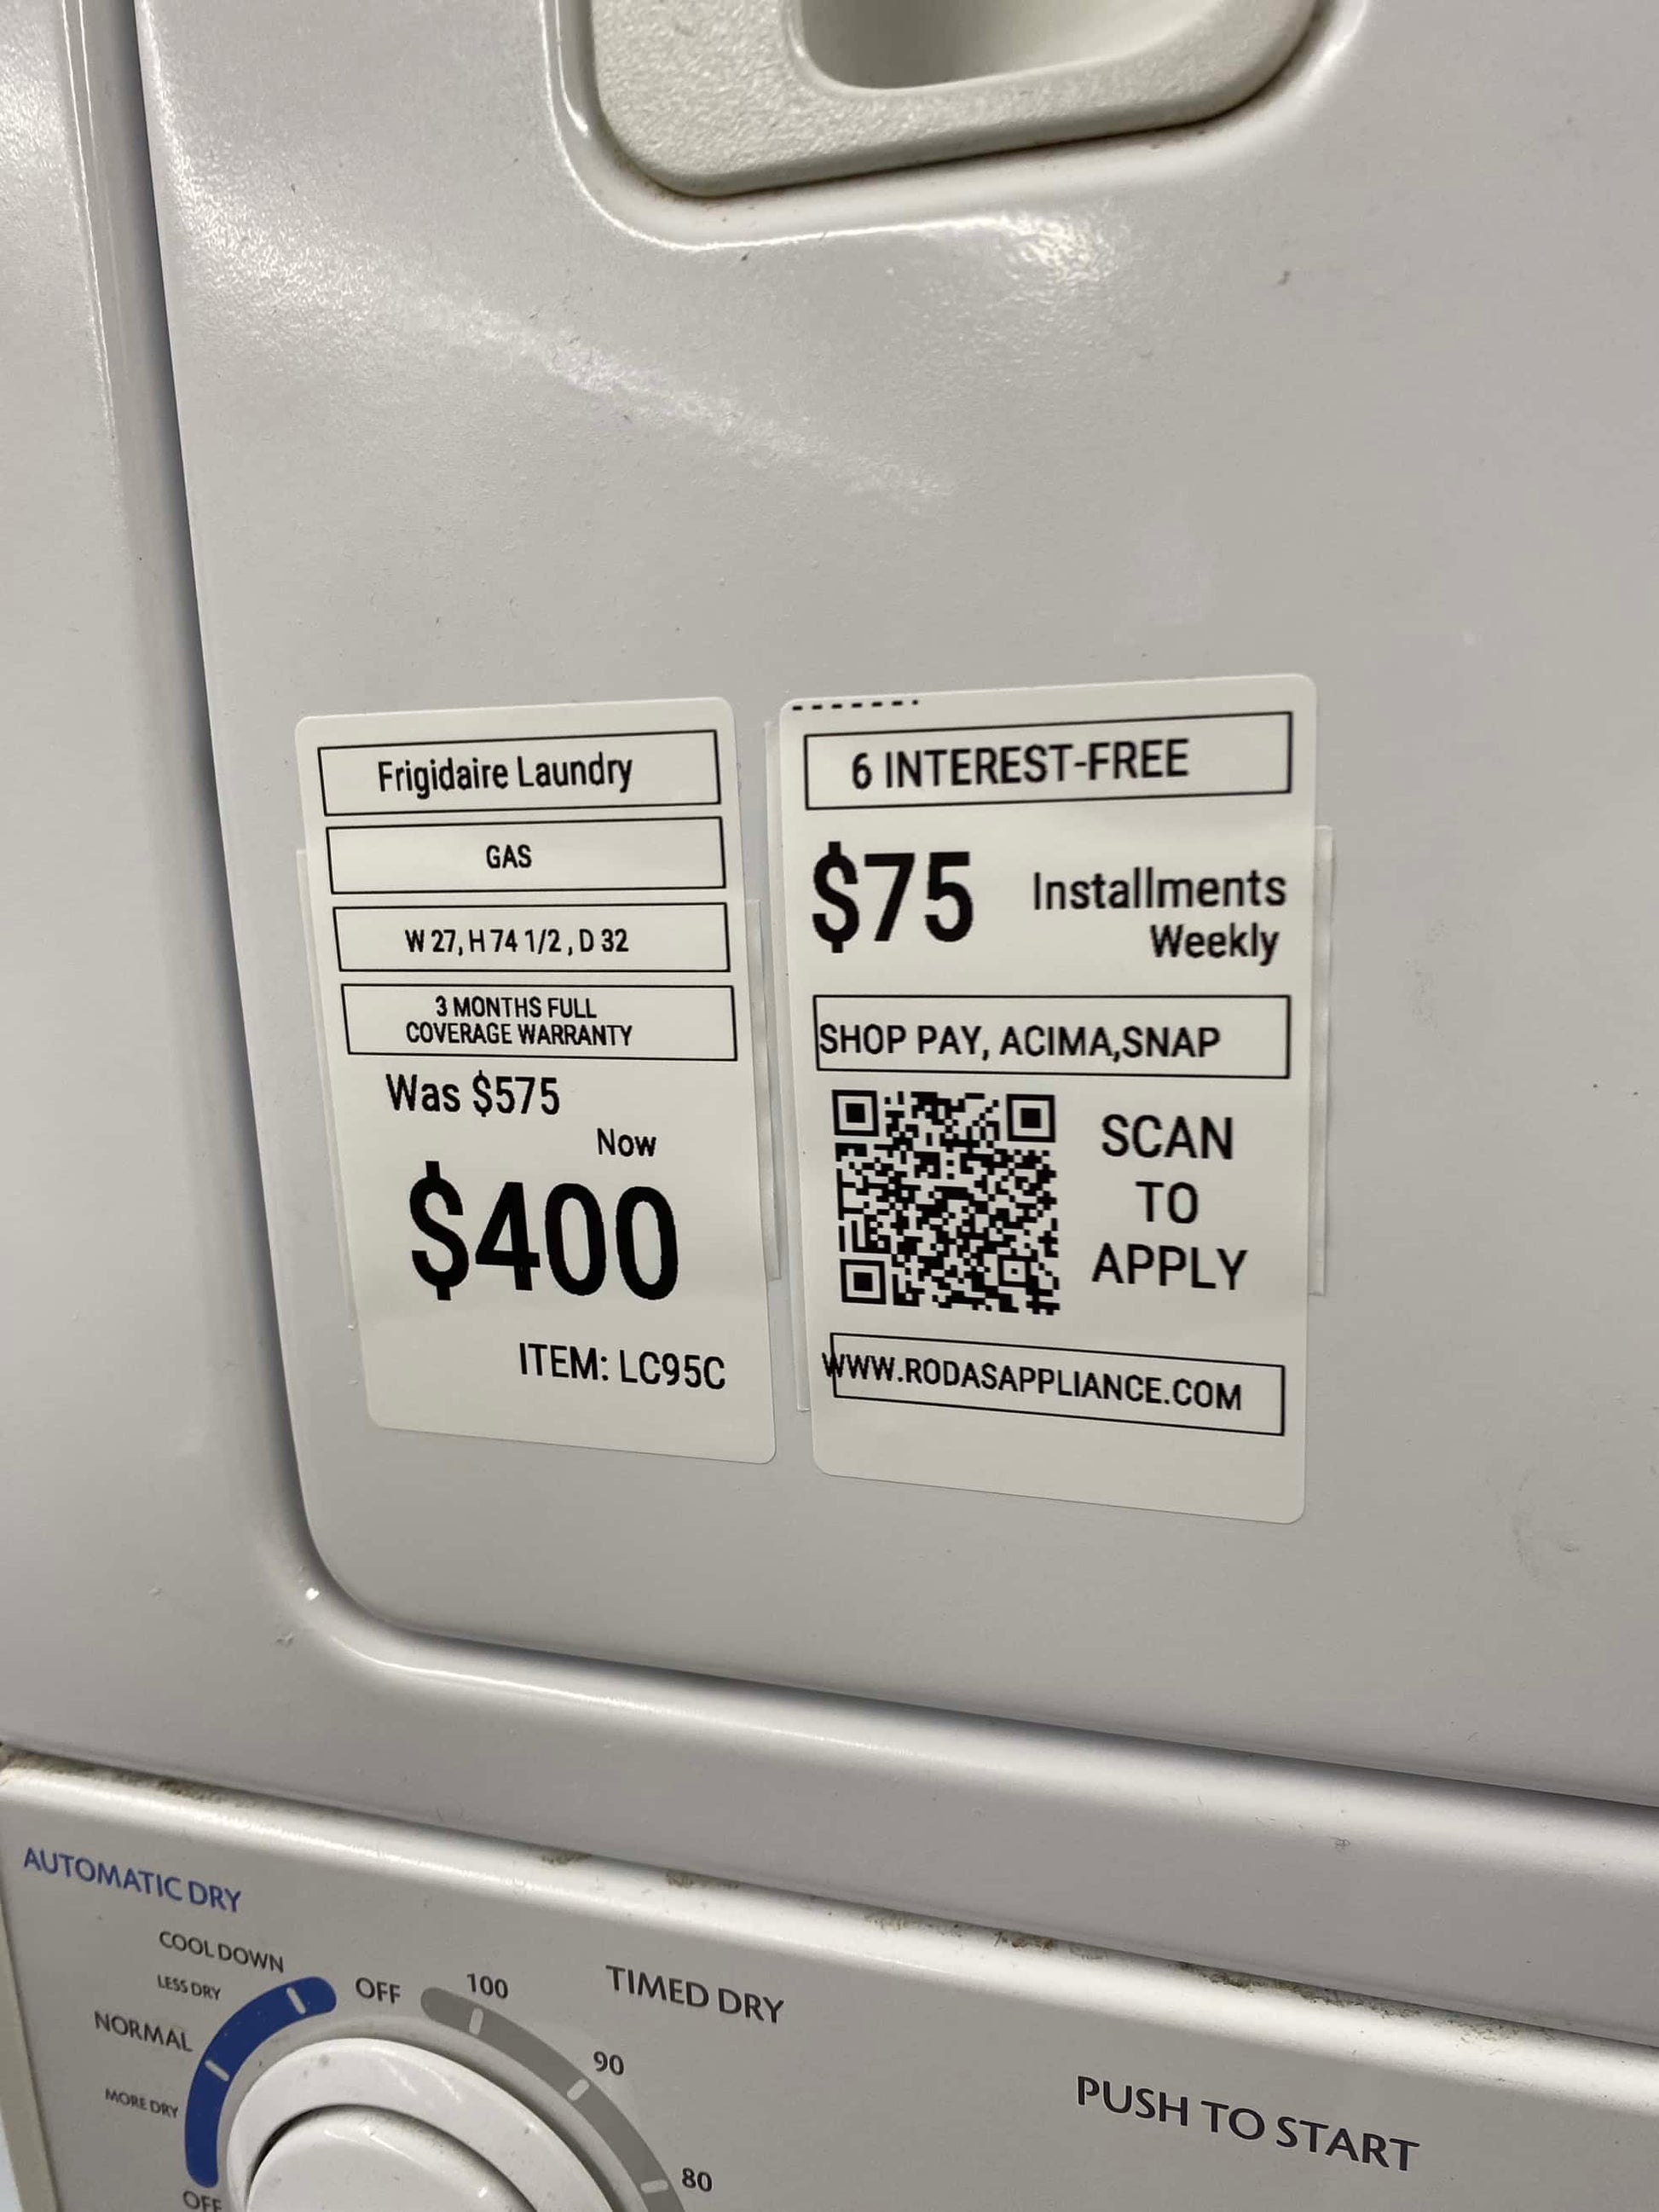 Frigidaire Laundry
GAS
W 27, H 74 1/2 , D 32
3 MONTHS FULL
COVERAGE WARRANTY
Was $575
Now
$400
ITEM: LC95C
6 INTEREST-FREE
$75 Installments
Weekly
SHOP PAY, ACIMA,SNAP
SCAN
TO
APPLY
WWW.RODASAPPLIANCE.COM
AUTOMATIC DRY
COOL DOWN
LESS DRY
NORMAL
MORE DRY
OFF
OFF
100
90
80
TIMED DRY
PUSH TO START